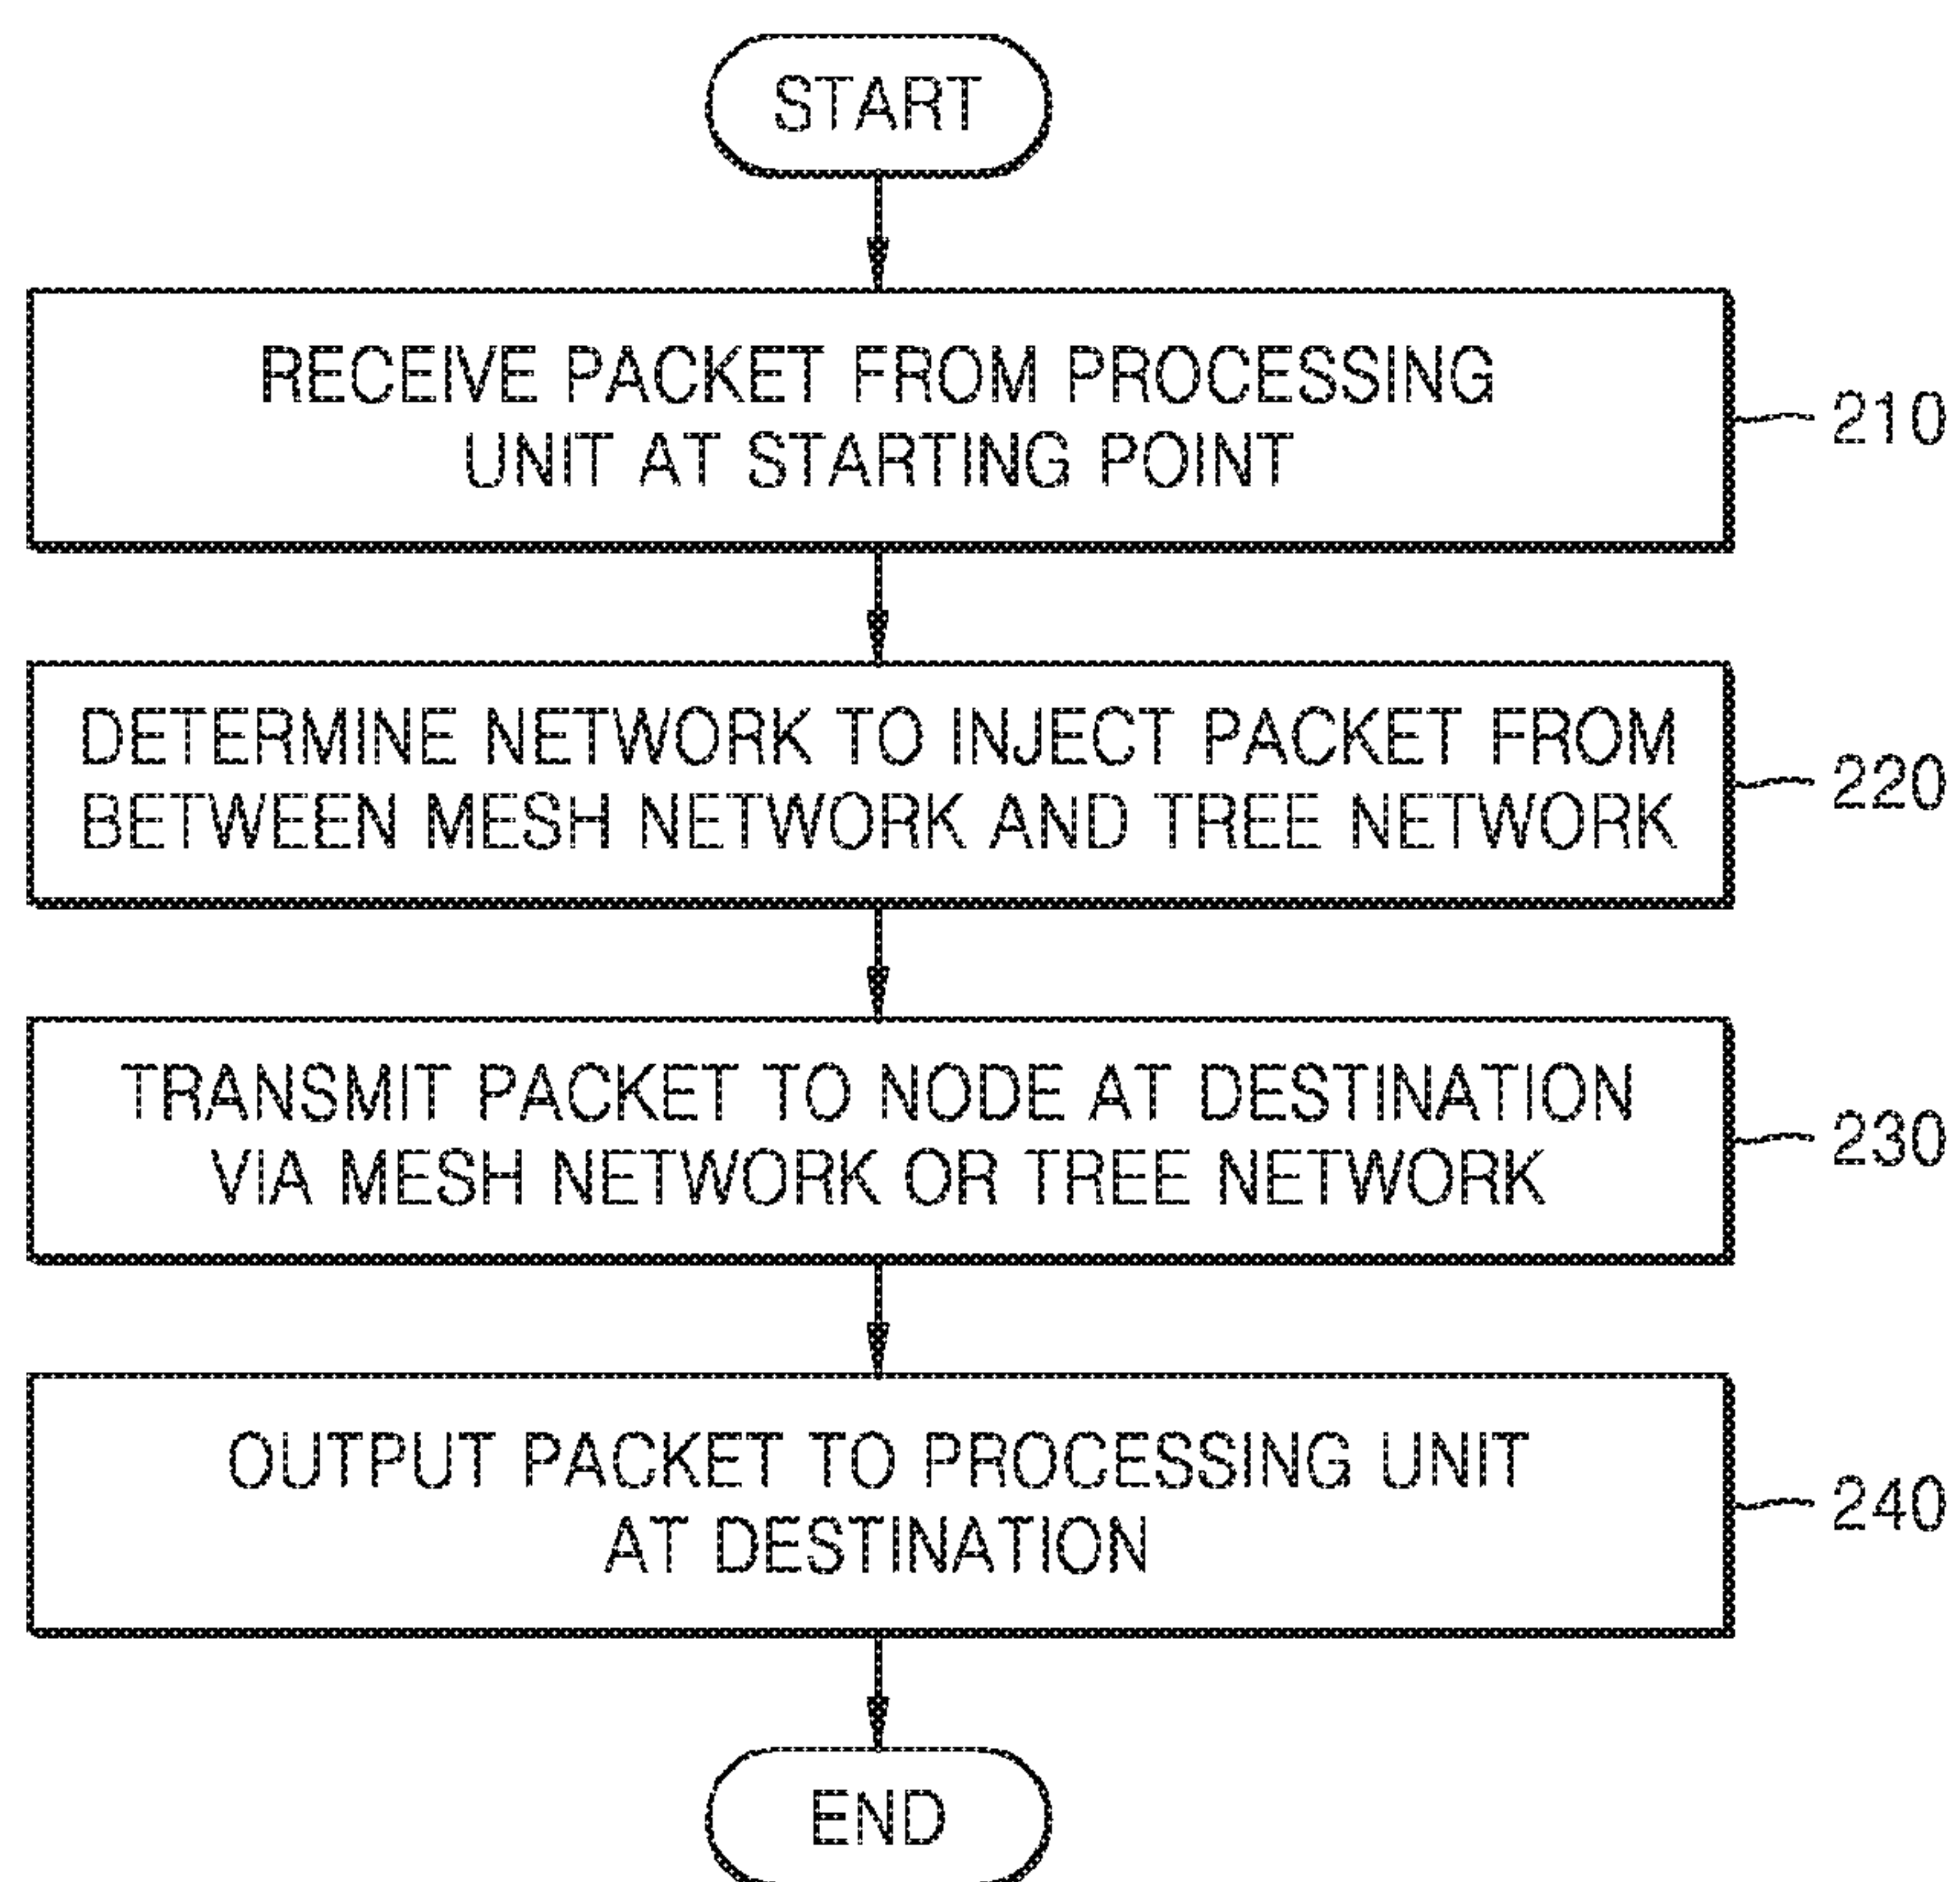 START
RECEIVE PACKET FROM PROCESSING
UNIT AT STARTING POINT
210
DETERMINE NETWORK TO INJECT PACKET FROM
BETWEEN MESH NETWORK AND TREE NETWORK
220
TRANSMIT PACKET TO NODE AT DESTINATION
VIA MESH NETWORK OR TREE NETWORK
230
OUTPUT PACKET TO PROCESSING UNIT
AT DESTINATION
240
END